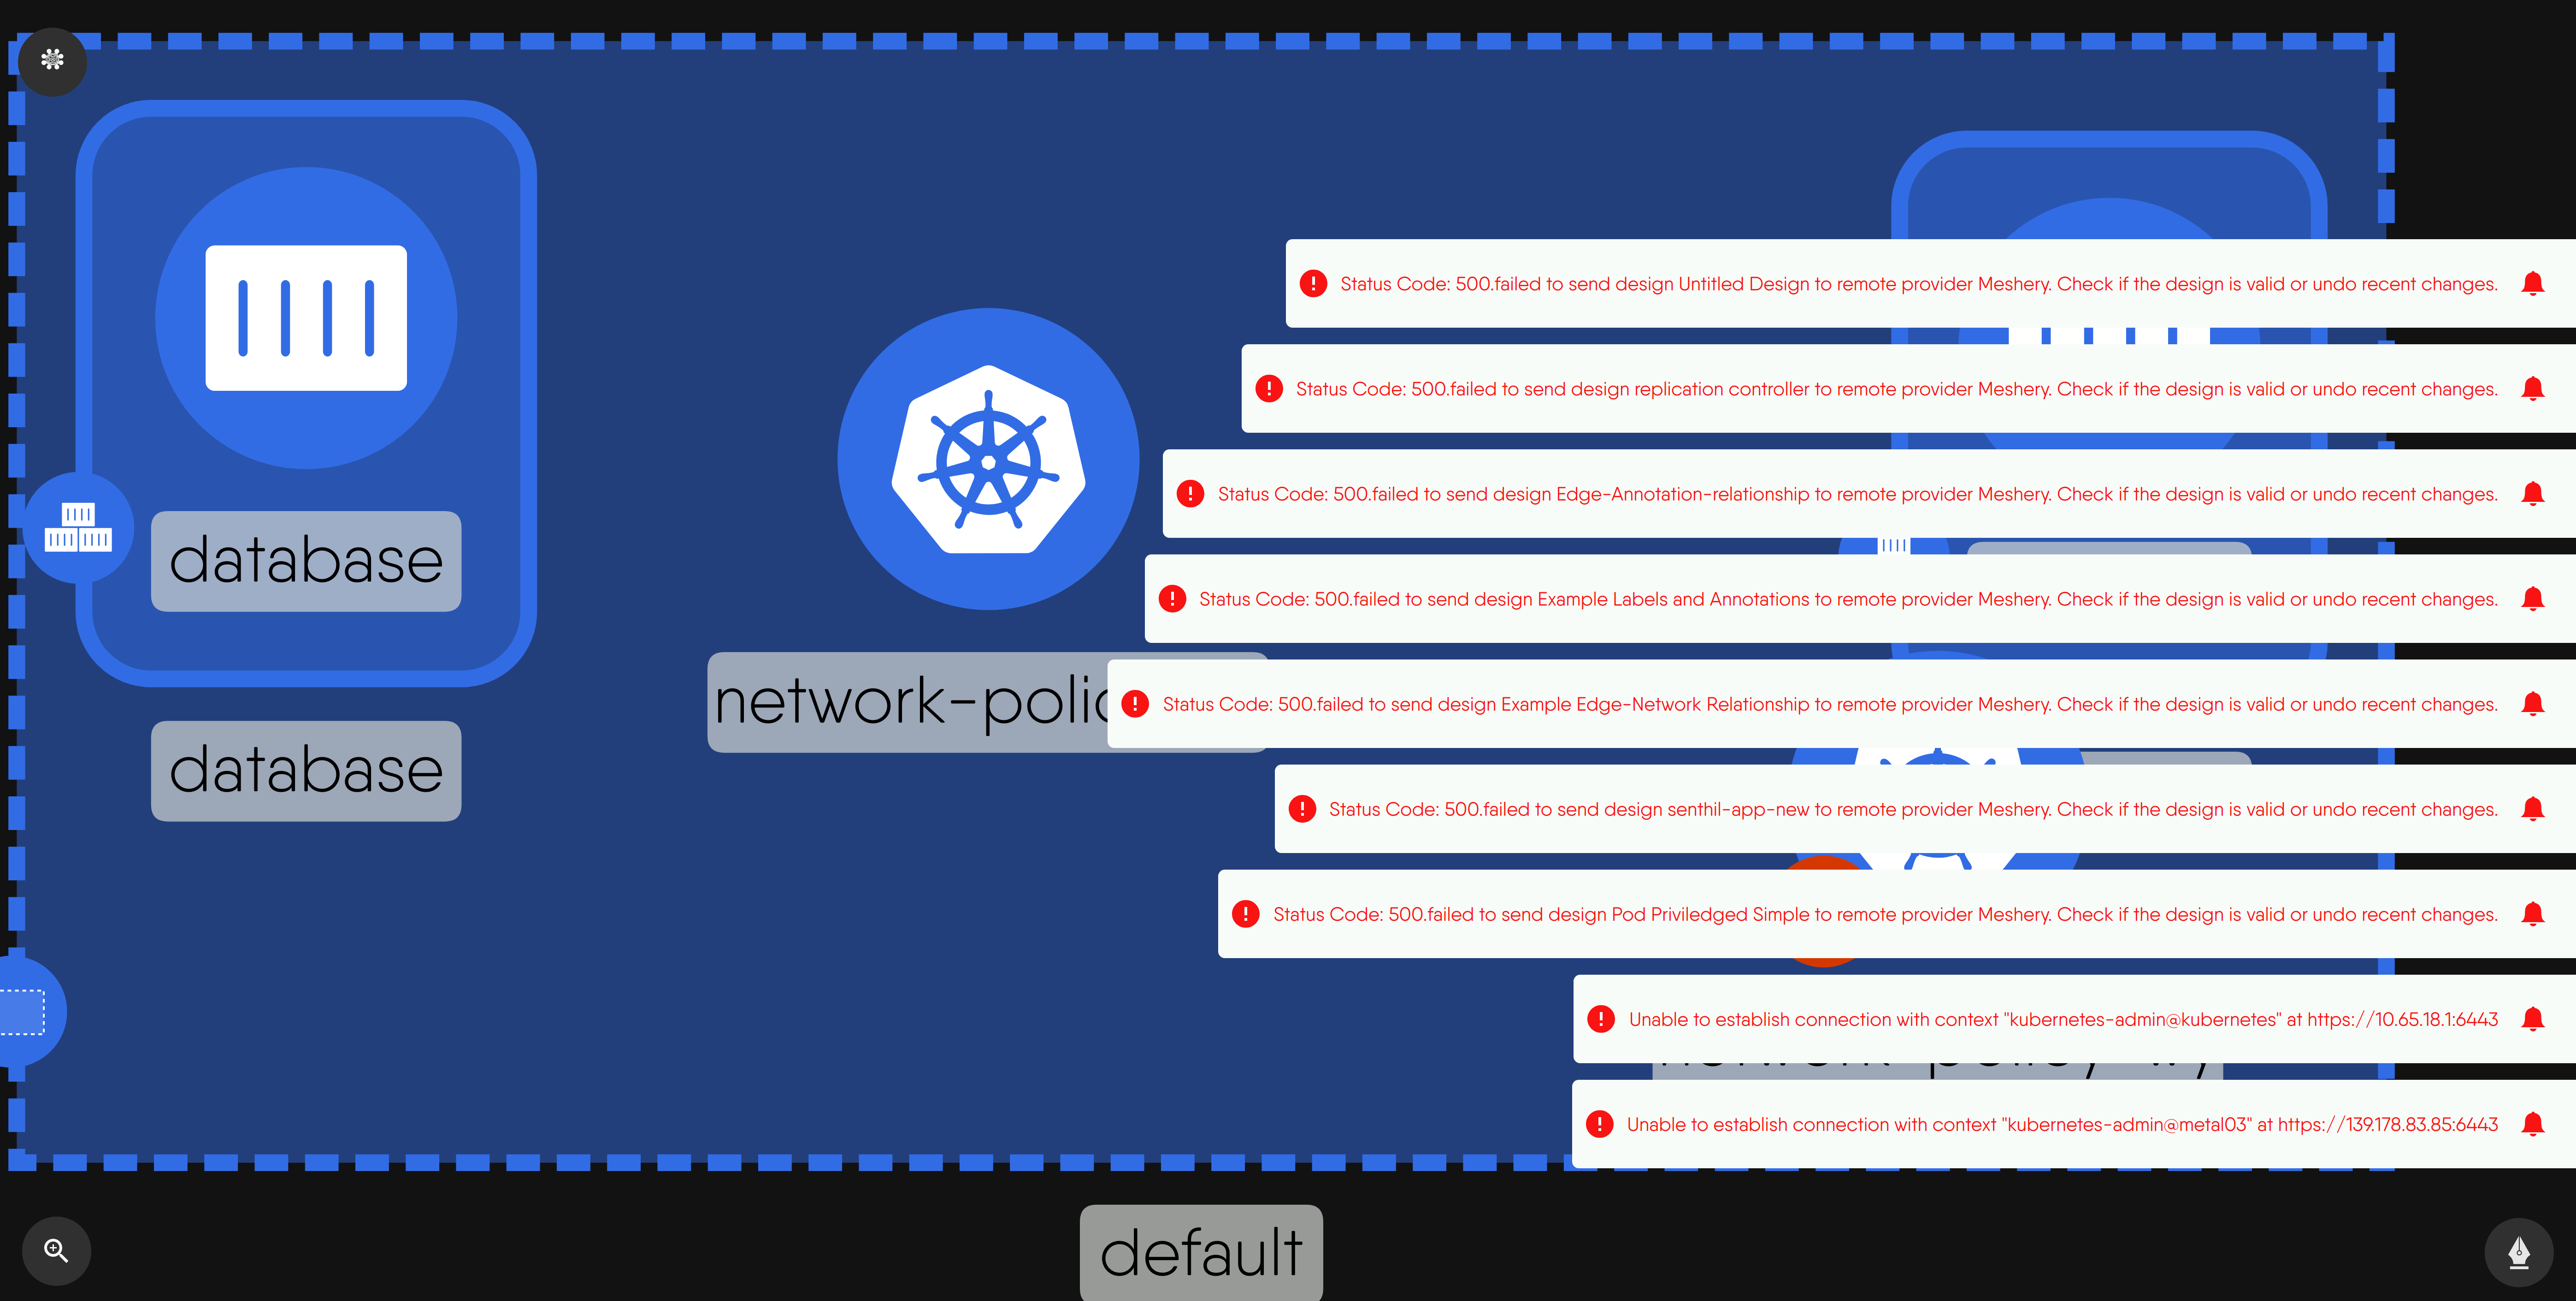 database
database
network-polic
Status Code: 500.failed to send design Untitled Design to remote provider Meshery. Check if the design is valid or undo recent changes.
Status Code: 500.failed to send design replication controller to remote provider Meshery. Check if the design is valid or undo recent changes.
Status Code: 500.failed to send design Edge-Annotation-relationship to remote provider Meshery. Check if the design is valid or undo recent changes.
Status Code: 500.failed to send design Example Labels and Annotations to remote provider Meshery. Check if the design is valid or undo recent changes.
Status Code: 500.failed to send design Example Edge-Network Relationship to remote provider Meshery. Check if the design is valid or undo recent changes.
Status Code: 500.failed to send design senthil-app-new to remote provider Meshery. Check if the design is valid or undo recent changes.
Status Code: 500.failed to send design Pod Priviledged Simple to remote provider Meshery. Check if the design is valid or undo recent changes.
Unable to establish connection with context "kubernetes-admin@kubernetes" at https://10.65.18.1:6443
Unable to establish connection with context "kubernetes-admin@metal03" at https://139.178.83.85:6443
default